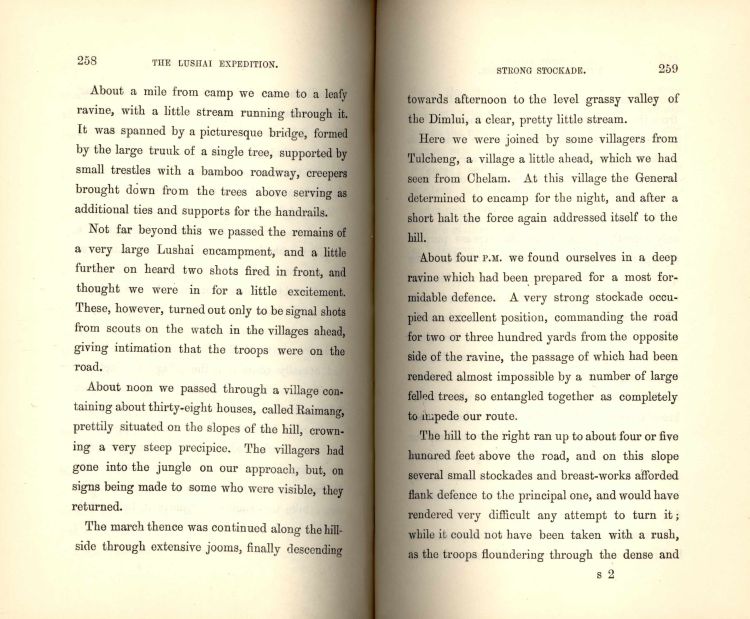 258
THE LUSHAI EXPEDITION.
About a mile from camp we came to a leafy
ravine, with a little stream running through it.
It was spanned by a picturesque bridge, formed
by the large trunk of a single tree, supported by
small trestles with a bamboo roadway, creepers
brought down from the trees above serving as
additional ties and supports for the handrails.
Not far beyond this we passed the remains of
a very large Lushai encampment, and a little
further on heard two shots fired in front, and
thought we were in for a little excitement.
These, however, turned out only to be signal shots
from scouts on the watch in the villages ahead,
giving intimation that the troops were on the
road.
About noon we passed through a village con-
taining about thirty-eight houses, called Raimang,
prettily situated on the slopes of the hill, crown-
ing a very steep precipice. The villagers had
gone into the jungle on our approach, but, on
signs being made to some who were visible, they
returned.
The march thence was continued along the hill-
side through extensive jooms, finally descending
STRONG STOCKADE.
259
towards afternoon to the level grassy valley of
the Dimlui, a clear, pretty little stream.
Here we were joined by some villagers from
Tulcheng, a village a little ahead, which we had
seen from Chelam. At this village the General
determined to encamp for the night, and after a
short halt the force again addressed itself to the
hill.
About four P.M. we found ourselves in a deep
ravine which had been prepared for a most for-
midable defence. A very strong stockade occu-
pied an excellent position, commanding the road
for two or three hundred yards from the opposite
side of the ravine, the passage of which had been
rendered almost impossible by a number of large
felled trees, so entangled together as completely
to impede our route.
The hill to the right ran up to about four or five
hundred feet above the road, and on this slope
several small stockades and breast-works afforded
flank defence to the principal one, and would have
rendered very difficult any attempt to turn it;
while it could not have been taken with a rush,
as the troops floundering through the dense and
s 2